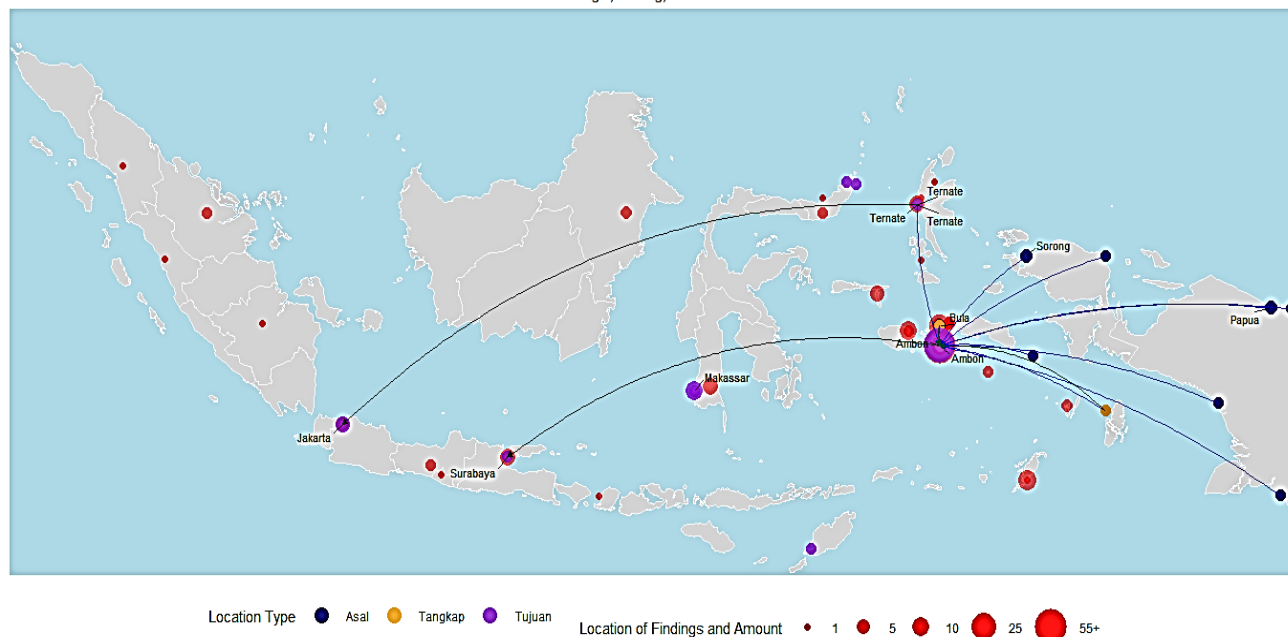 Ternate
Ternate
Ternate
Sorong
Bula
Papua
Ambon
Ambon
Makassar
Jakarta
Surabaya
Location Type Asal Tangkap Tujuan
Location of Findings and Amount 1 5 10 25 55+